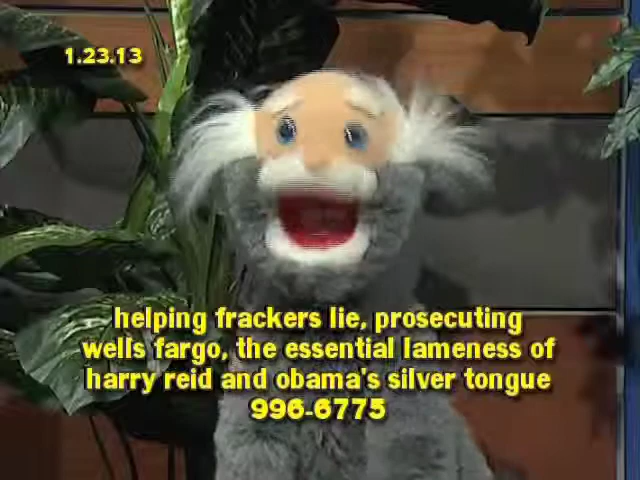 1.23.13
helping frackers lie, prosecuting
wells fargo, the essential lameness of
harry reid and obama's silver tongue
996-6775